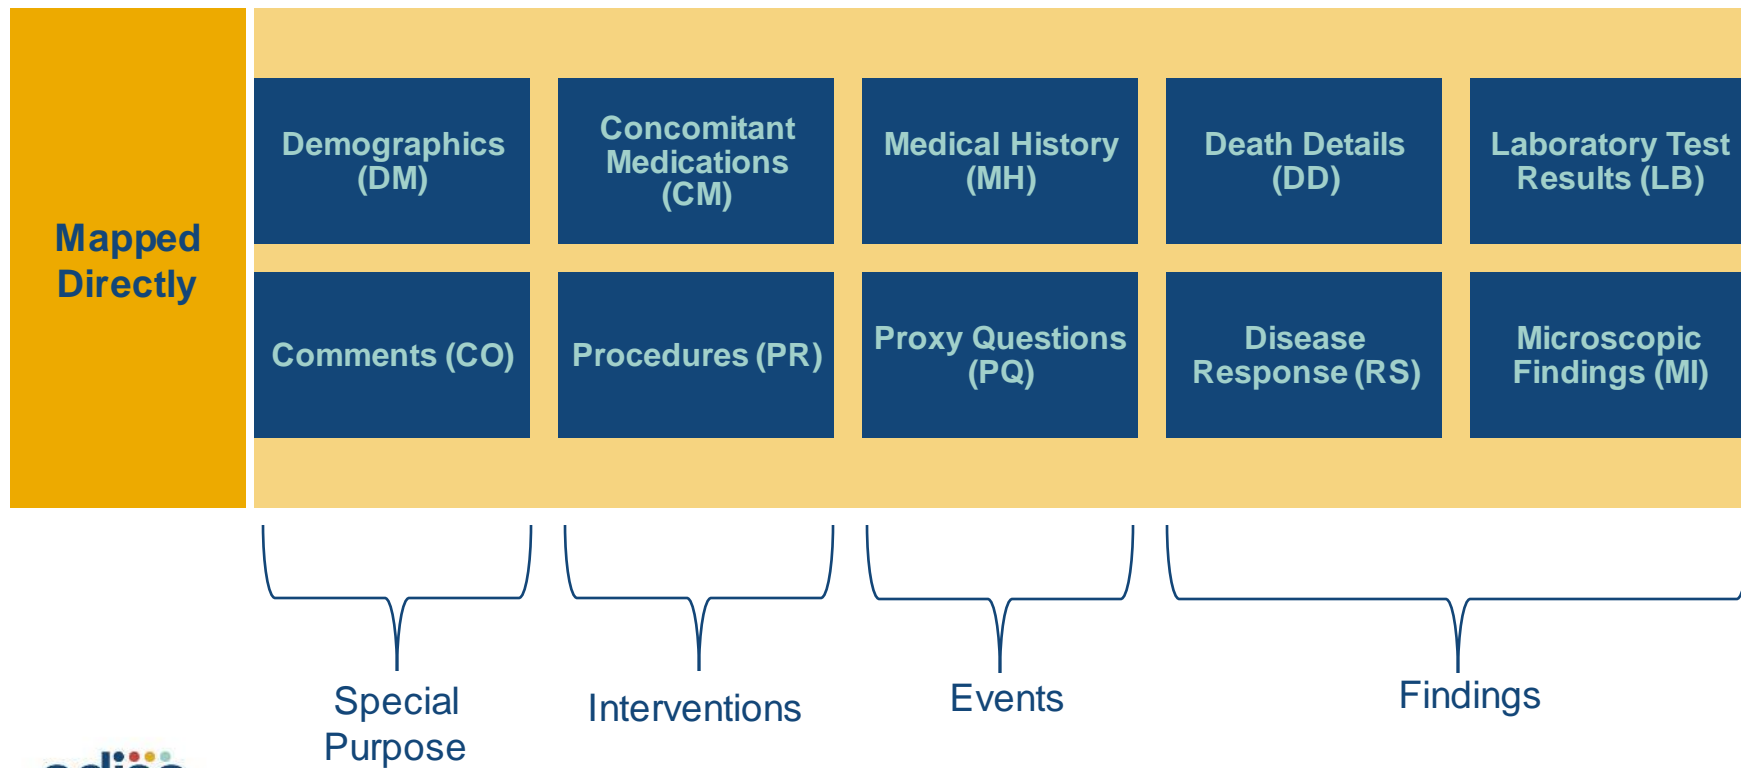 Mapped
Directly
Demographics
(DM)
Concomitant
Medications
(CM)
Medical History
(MH)
Death Details
(DD)
Laboratory Test
Results (LB)
Comments (CO)
Procedures (PR)
Proxy Questions
(PQ)
Disease
Response (RS)
Microscopic
Findings (MI)
Special
Purpose
Interventions
Events
Findings